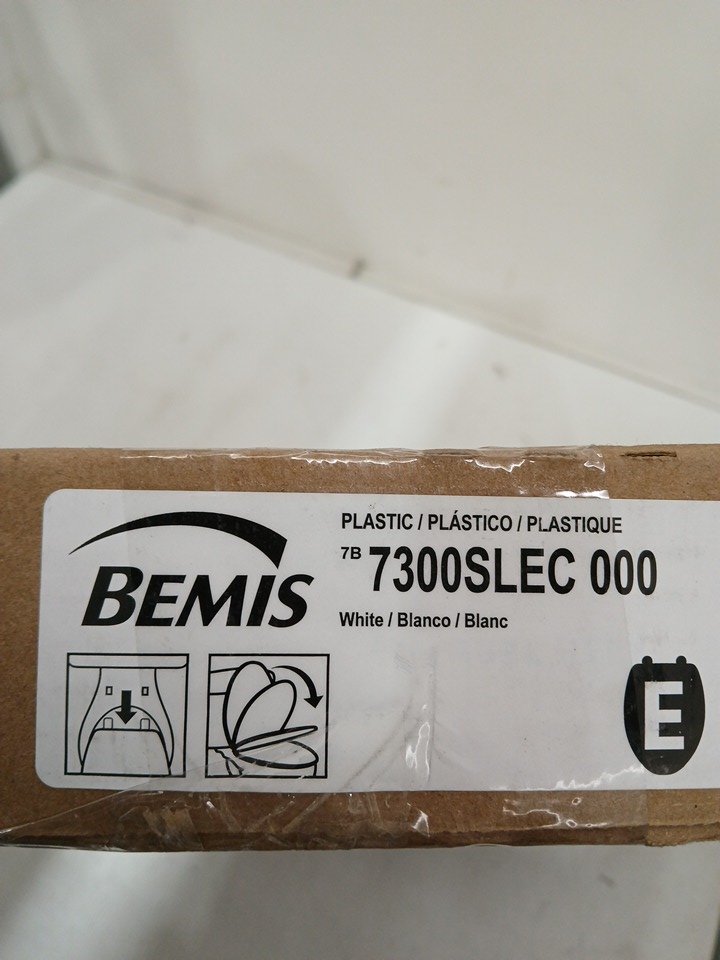 BEMIS
PLASTIC / PLÁSTICO / PLASTIQUE
7B 7300SLEC 000
White / Blanco / Blanc
E